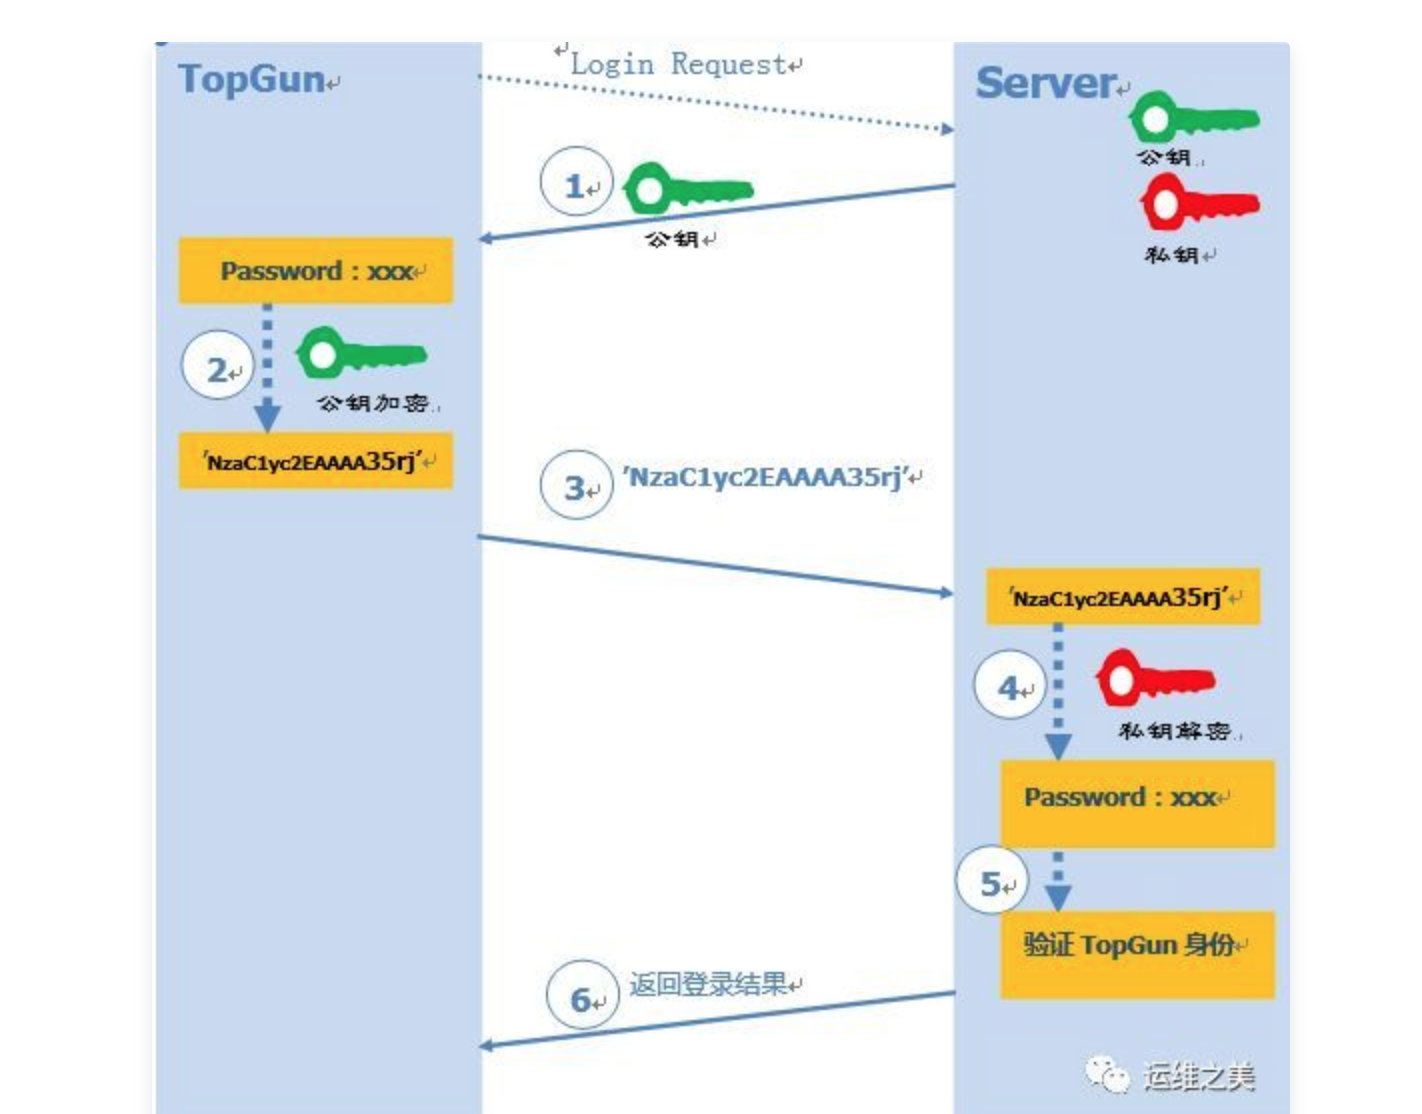 TopGun
Login Request
Server
公钥
私钥
1
公钥
Password：xxx
2
公钥加密
'NzaC1yc2EAAAA35rj'
3
'NzaC1yc2EAAAA35rj'
'NzaC1yc2EAAAA35rj'
4
私钥解密
Password：xxx
5
验证 TopGun 身份
6
返回登录结果
运维之美